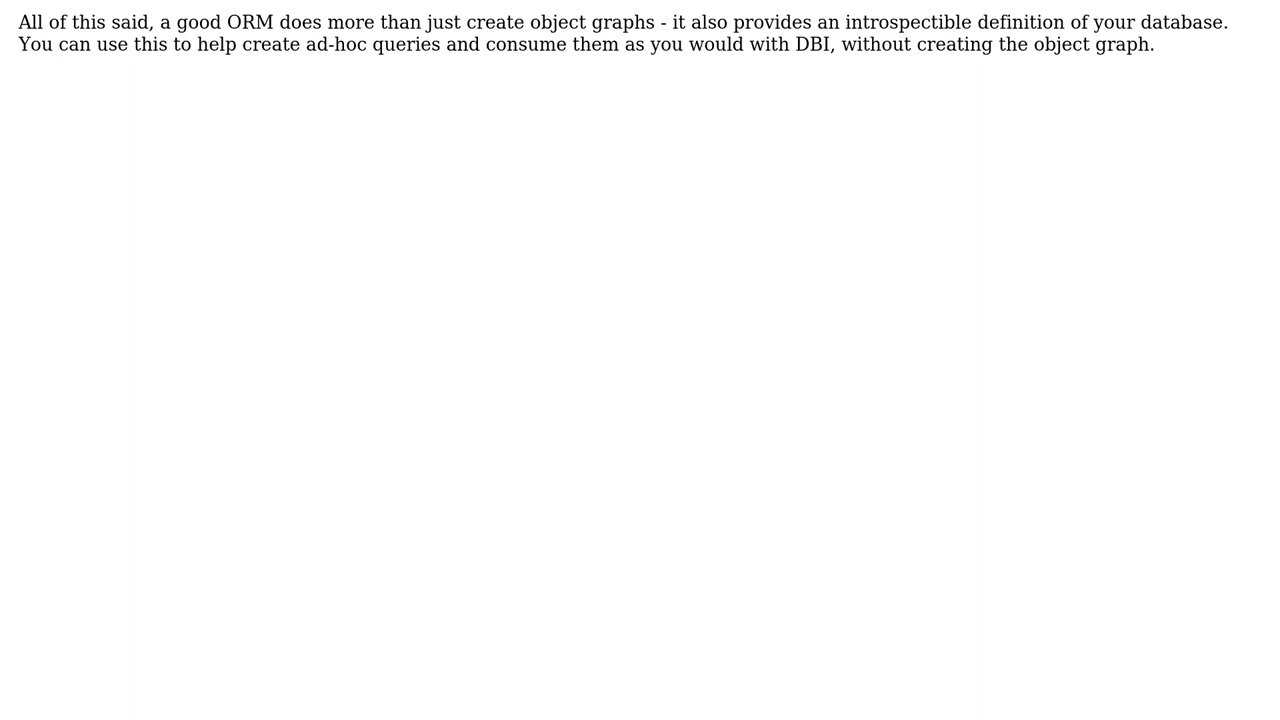 All of this said, a good ORM does more than just create object graphs - it also provides an introspectible definition of your database.
You can use this to help create ad-hoc queries and consume them as you would with DBI, without creating the object graph.